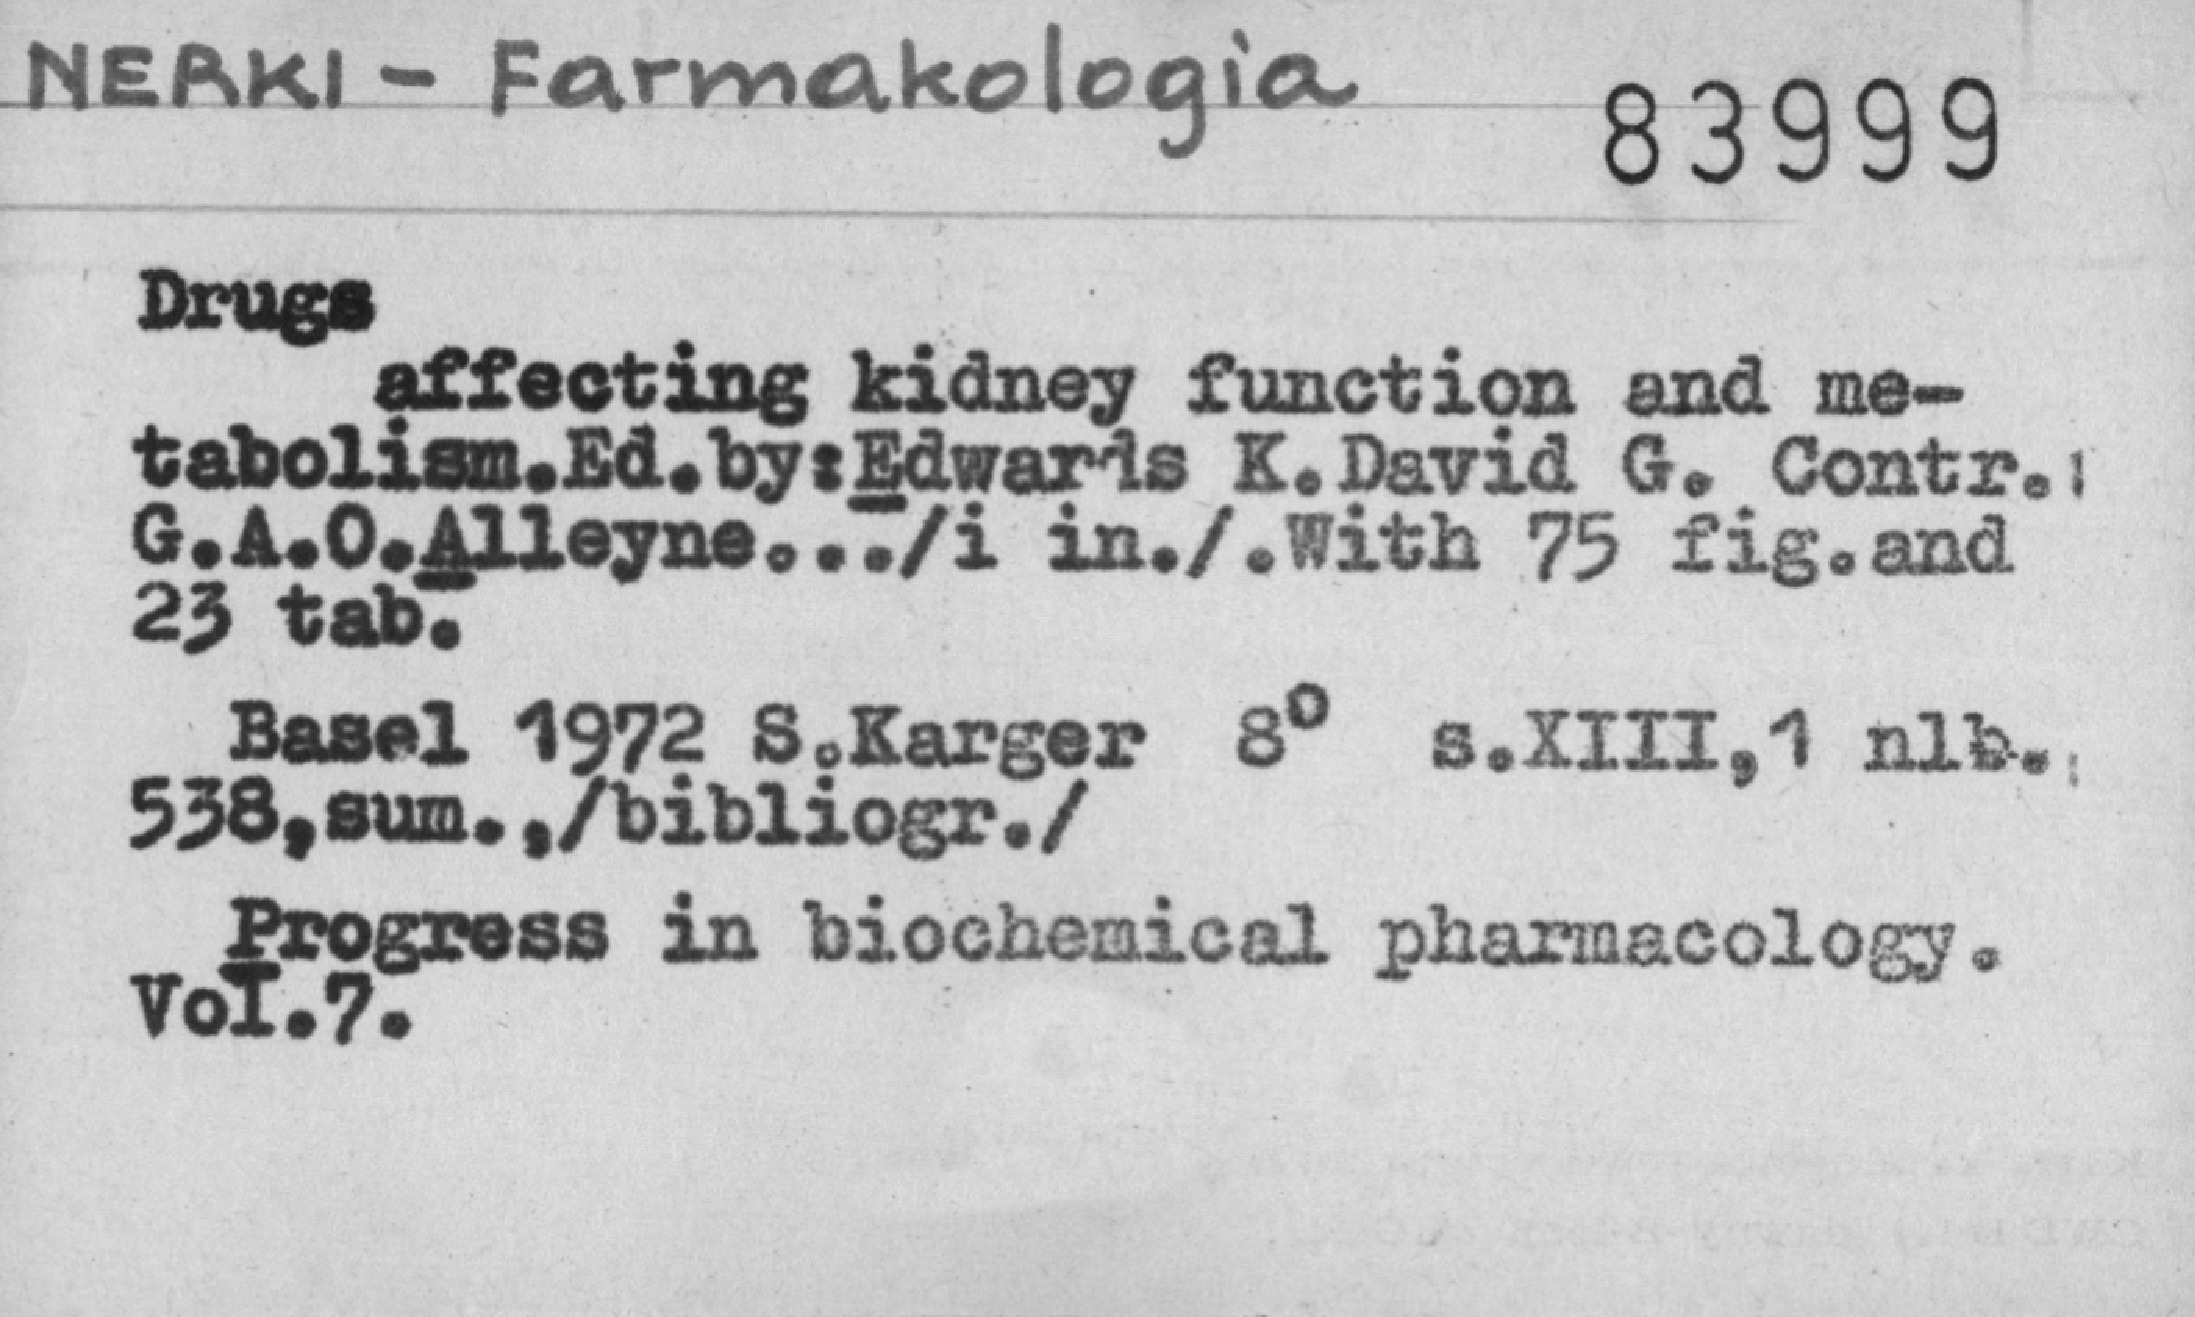 NERKI - Farmakologia
83999
Drugs
affecting kidney function and me-
tabolism.Ed.by:Edwards K.David G. Contr.:
G.A.O.Alleyne.../i in./.With 75 fig.and
23 tab.
Basel 1972 S.Karger 8° s.XIII,1 nlb.,
538,sum.,/bibliogr./
Progress in biochemical pharmacology.
Vol.7.